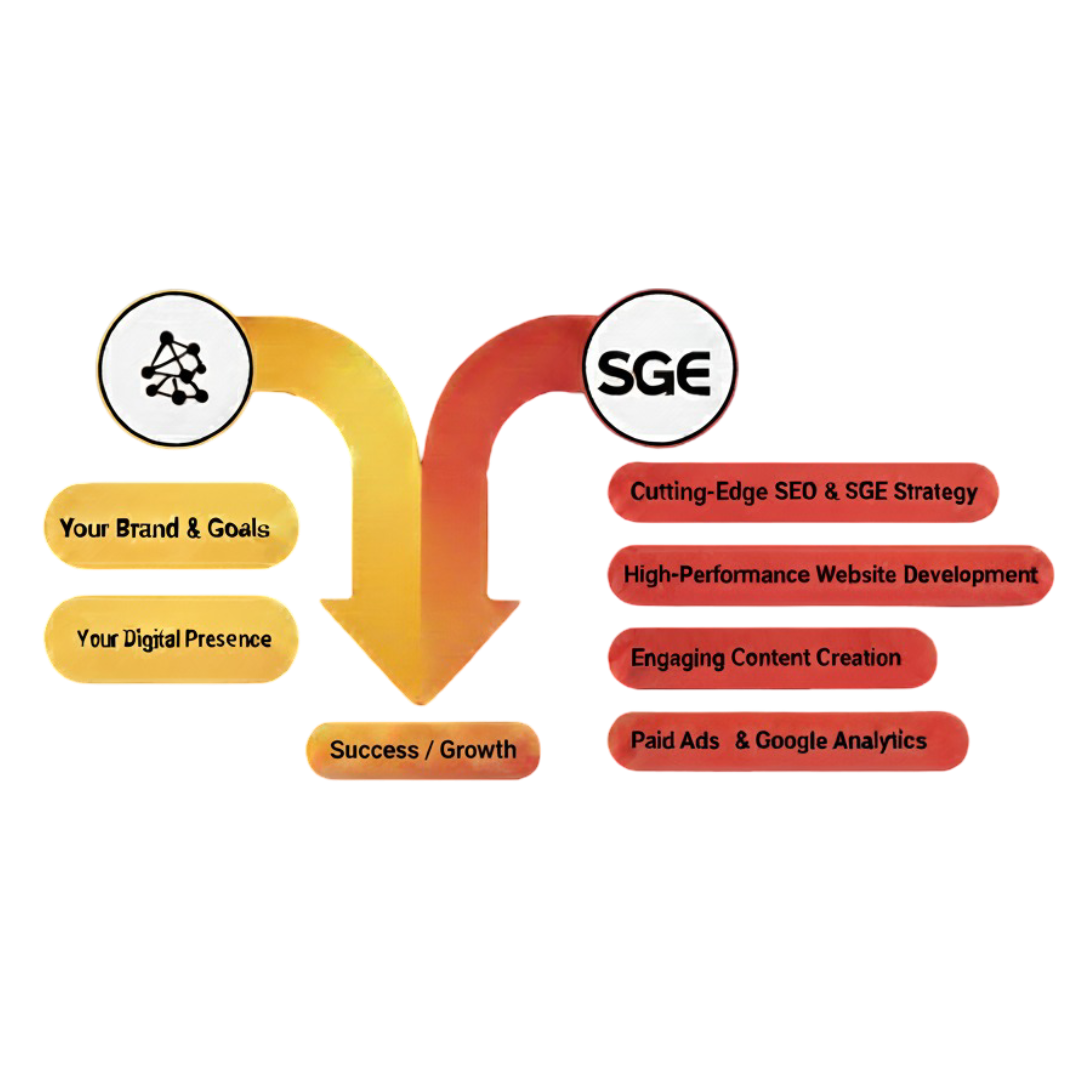 SGE
Your Brand & Goals
Your Digital Presence
Success / Growth
Cutting-Edge SEO & SGE Strategy
High-Performance Website Development
Engaging Content Creation
Paid Ads & Google Analytics